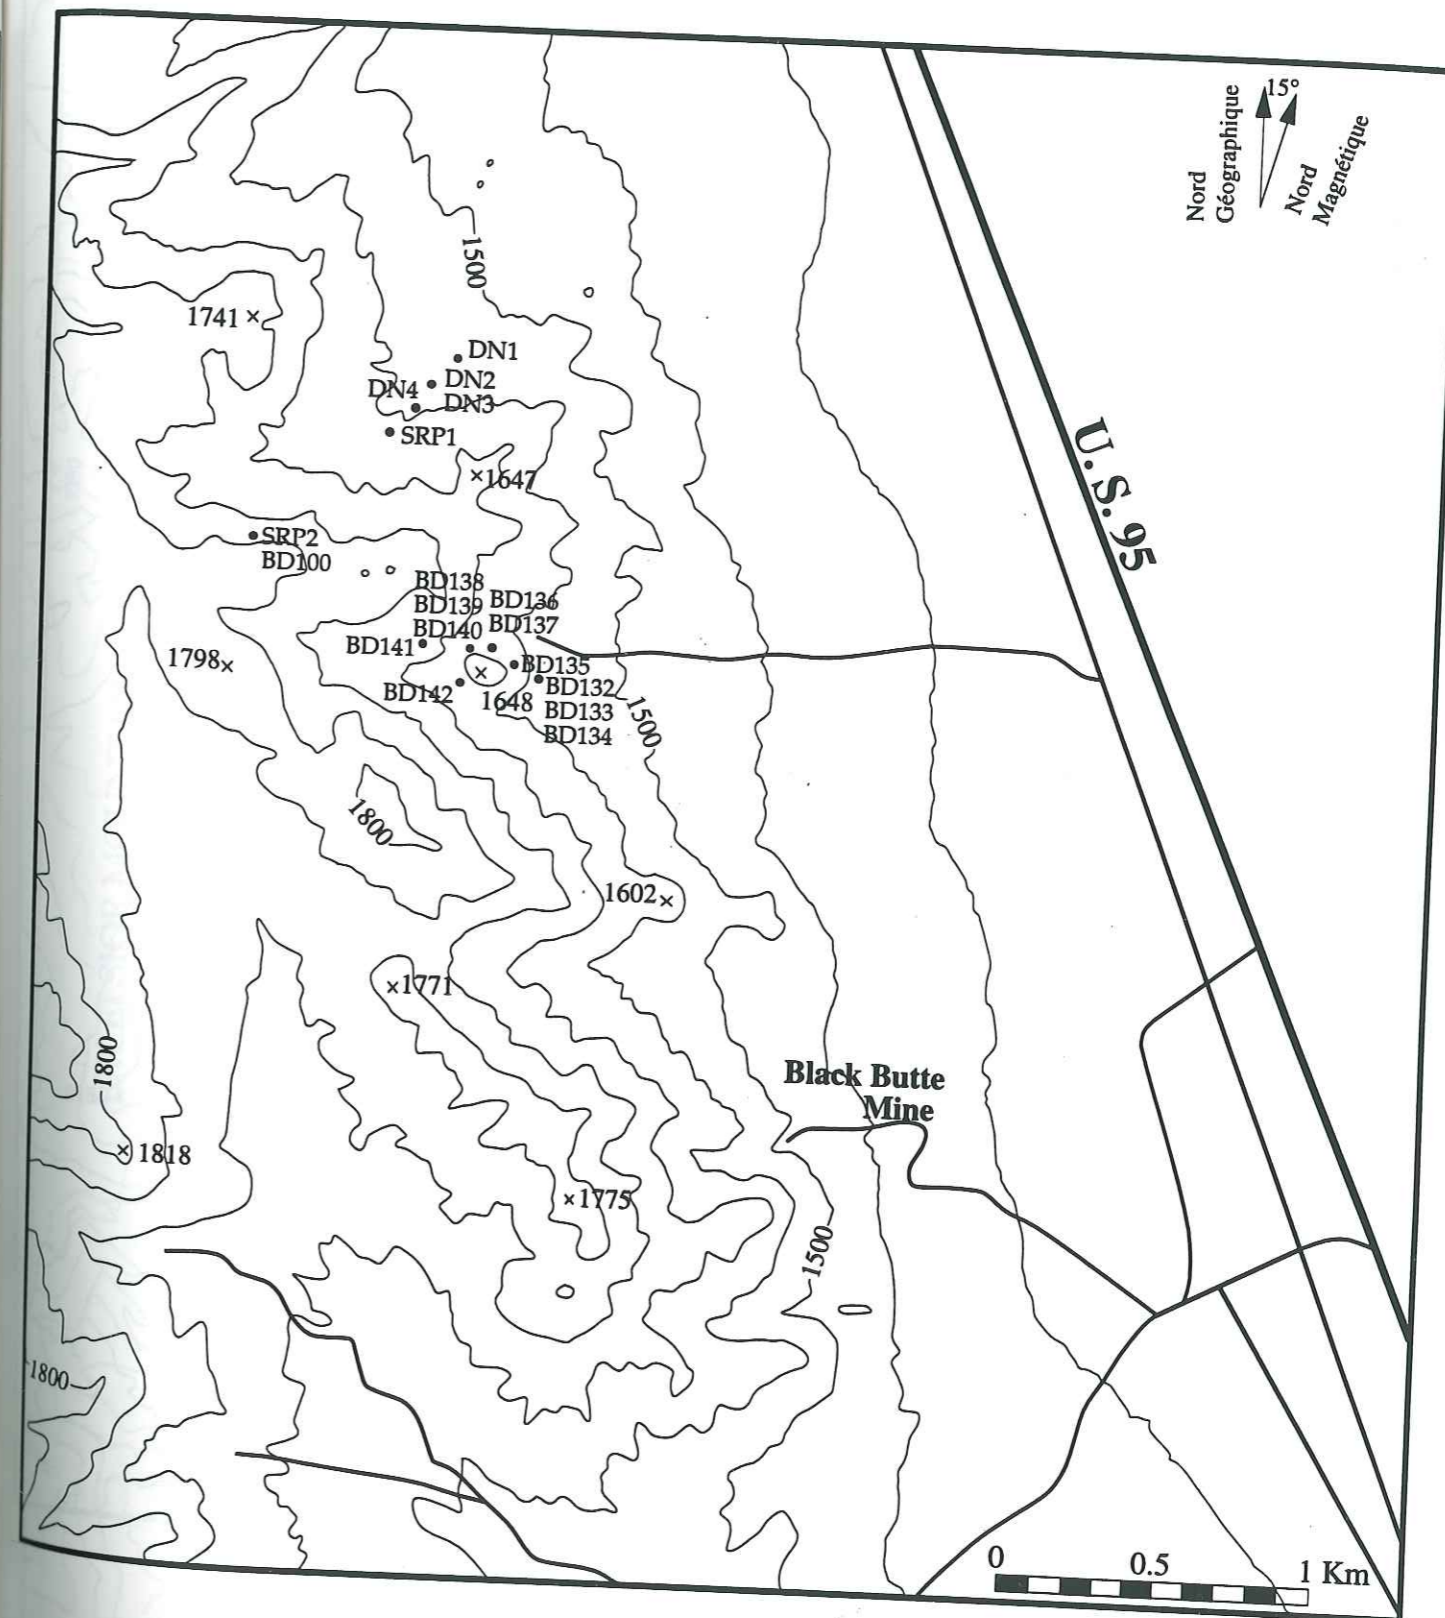 15°
Nord
Géographique
Nord
Magnétique
1500
1741
DN1
DN2
DN4
DN3
SRP1
1647
U.S. 95
SRP2
BD100
BD138
BD139
BD140
BD136
BD137
BD141
1798
BD135
BD142
BD132
1648
BD133
BD134
1500
1800
1602
1771
1800
Black Butte
Mine
1818
1775
1500
1800
0
0.5
1 Km